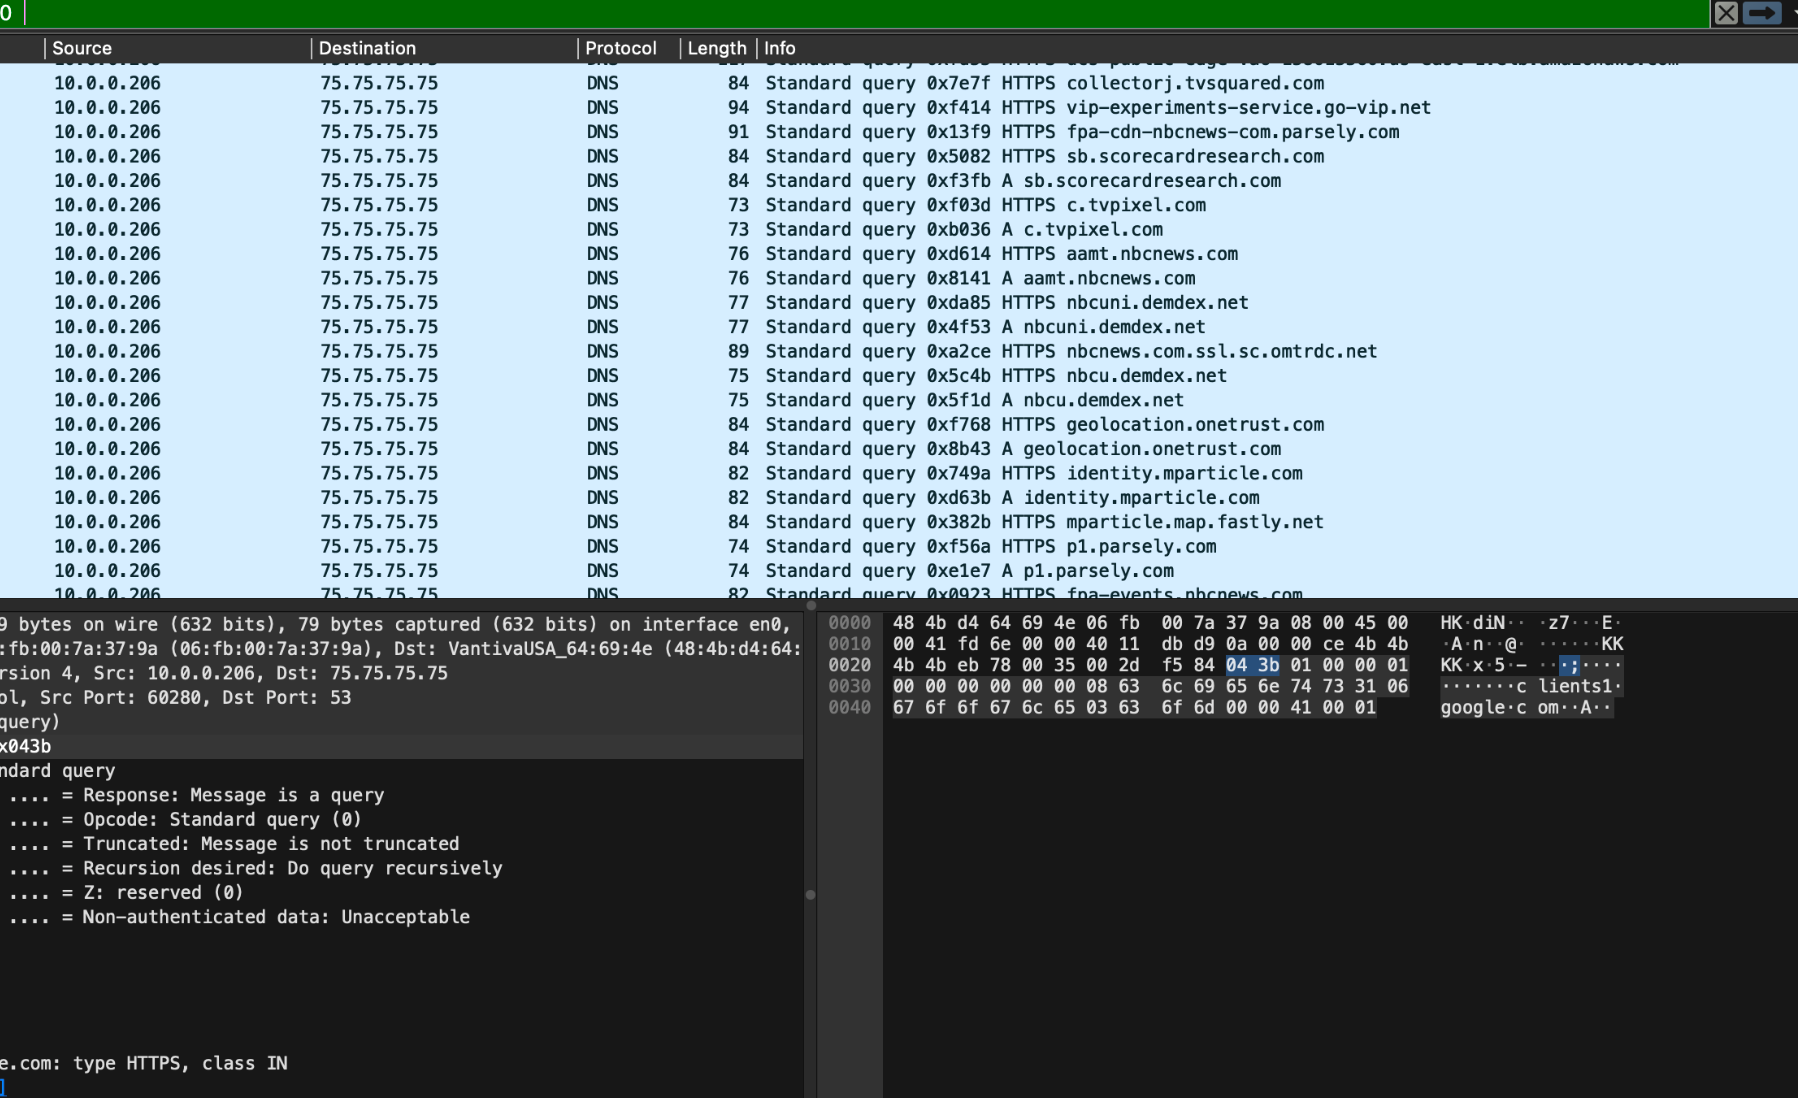 0
Source Destination Protocol Length Info
10.0.0.206 75.75.75.75 DNS 84 Standard query 0x7e7f HTTPS collectorj.tvsquared.com
10.0.0.206 75.75.75.75 DNS 94 Standard query 0xf414 HTTPS vip-experiments-service.go-vip.net
10.0.0.206 75.75.75.75 DNS 91 Standard query 0x13f9 HTTPS fpa-cdn-nbcnews-com.parsely.com
10.0.0.206 75.75.75.75 DNS 84 Standard query 0x5082 HTTPS sb.scorecardresearch.com
10.0.0.206 75.75.75.75 DNS 84 Standard query 0xf3fb A sb.scorecardresearch.com
10.0.0.206 75.75.75.75 DNS 73 Standard query 0xf03d HTTPS c.tvpixel.com
10.0.0.206 75.75.75.75 DNS 73 Standard query 0xb036 A c.tvpixel.com
10.0.0.206 75.75.75.75 DNS 76 Standard query 0xd614 HTTPS aamt.nbcnews.com
10.0.0.206 75.75.75.75 DNS 76 Standard query 0x8141 A aamt.nbcnews.com
10.0.0.206 75.75.75.75 DNS 77 Standard query 0xda85 HTTPS nbcuni.demdex.net
10.0.0.206 75.75.75.75 DNS 77 Standard query 0x4f53 A nbcuni.demdex.net
10.0.0.206 75.75.75.75 DNS 89 Standard query 0xa2ce HTTPS nbcnews.com.ssl.sc.omtrdc.net
10.0.0.206 75.75.75.75 DNS 75 Standard query 0x5c4b HTTPS nbcu.demdex.net
10.0.0.206 75.75.75.75 DNS 75 Standard query 0x5f1d A nbcu.demdex.net
10.0.0.206 75.75.75.75 DNS 84 Standard query 0xf768 HTTPS geolocation.onetrust.com
10.0.0.206 75.75.75.75 DNS 84 Standard query 0x8b43 A geolocation.onetrust.com
10.0.0.206 75.75.75.75 DNS 82 Standard query 0x749a HTTPS identity.mparticle.com
10.0.0.206 75.75.75.75 DNS 82 Standard query 0xd63b A identity.mparticle.com
10.0.0.206 75.75.75.75 DNS 84 Standard query 0x382b HTTPS mparticle.map.fastly.net
10.0.0.206 75.75.75.75 DNS 74 Standard query 0xf56a HTTPS p1.parsely.com
10.0.0.206 75.75.75.75 DNS 74 Standard query 0xe1e7 A p1.parsely.com
10.0.0.206 75.75.75.75 DNS 82 Standard query 0x0923 HTTPS fpa-events.nbcnews.com
9 bytes on wire (632 bits), 79 bytes captured (632 bits) on interface en0,
:fb:00:7a:37:9a (06:fb:00:7a:37:9a), Dst: VantivaUSA_64:69:4e (48:4b:d4:64:
rsion 4, Src: 10.0.0.206, Dst: 75.75.75.75
ol, Src Port: 60280, Dst Port: 53
query)
x043b
ndard query
.... = Response: Message is a query
.... = Opcode: Standard query (0)
.... = Truncated: Message is not truncated
.... = Recursion desired: Do query recursively
.... = Z: reserved (0)
.... = Non-authenticated data: Unacceptable
e.com: type HTTPS, class IN
]
0000 48 4b d4 64 69 4e 06 fb 00 7a 37 9a 08 00 45 00 HK·diN·· ·z7···E·
0010 00 41 fd 6e 00 00 40 11 db d9 0a 00 00 ce 4b 4b ·A·n··@· ······KK
0020 4b 4b eb 78 00 35 00 2d f5 84 04 3b 01 00 00 01 KK·x·5·- ···;····
0030 00 00 00 00 00 00 08 63 6c 69 65 6e 74 73 31 06 ·······c lients1·
0040 67 6f 6f 67 6c 65 03 63 6f 6d 00 00 41 00 01 google·c om··A··